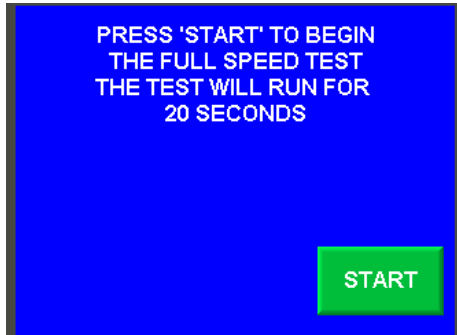 PRESS 'START' TO BEGIN
THE FULL SPEED TEST
THE TEST WILL RUN FOR
20 SECONDS
START